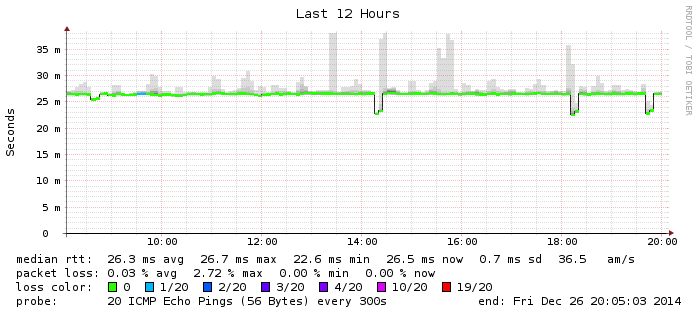 Last 12 Hours
RRDTOOL / TOBI OETIKER
Seconds
35 m
30 m
25 m
20 m
15 m
10 m
5 m
0
10:00 12:00 14:00 16:00 18:00 20:00
median rtt: 26.3 ms avg 26.7 ms max 22.6 ms min 26.5 ms now 0.7 ms sd 36.5 am/s
packet loss: 0.03 % avg 2.72 % max 0.00 % min 0.00 % now
loss color: 0 1/20 2/20 3/20 4/20 10/20 19/20
probe: 20 ICMP Echo Pings (56 Bytes) every 300s end: Fri Dec 26 20:05:03 2014